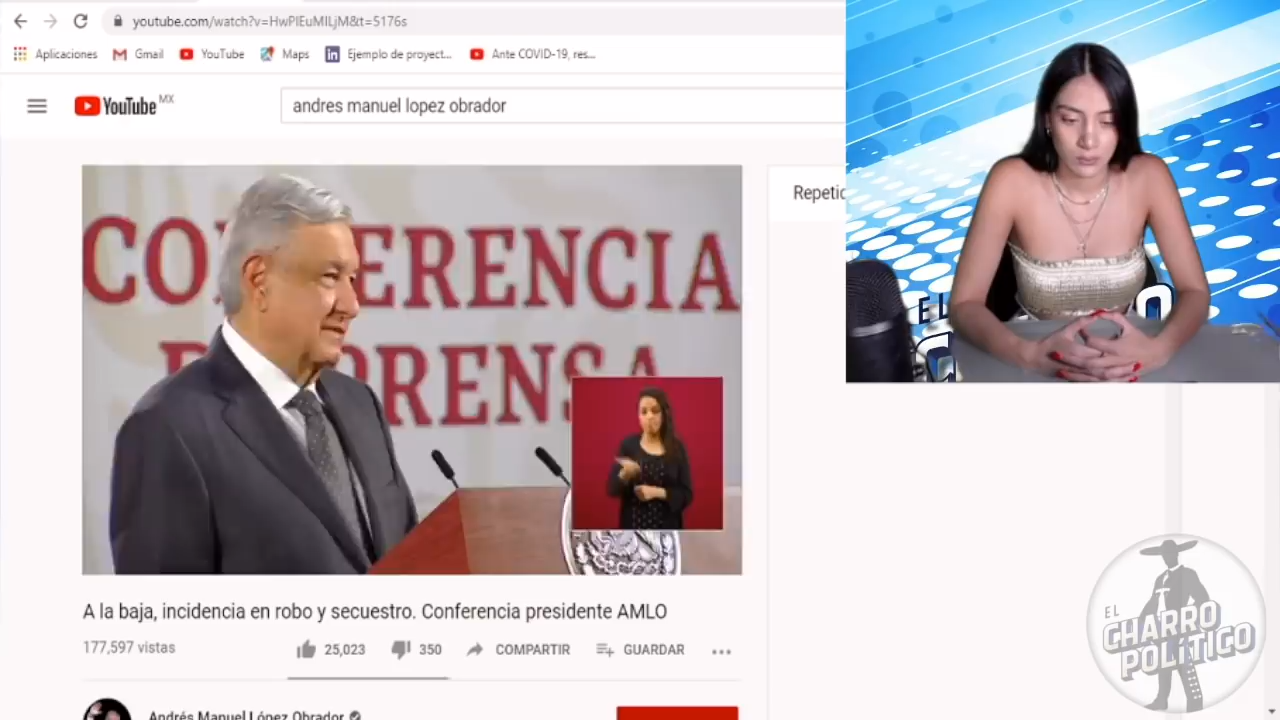 youtube.com/watch?v=HwPlEuMILjM&t=5176s
Aplicaciones Gmail YouTube Maps Ejemplo de proyect... Ante COVID-19, res...
YouTube MX
andres manuel lopez obrador
CONFERENCIA
PRENSA
A la baja, incidencia en robo y secuestro. Conferencia presidente AMLO
177,597 vistas 25,023 350 COMPARTIR GUARDAR
Andrés Manuel López Obrador
EL
EL
CHARRO
POLÍTICO